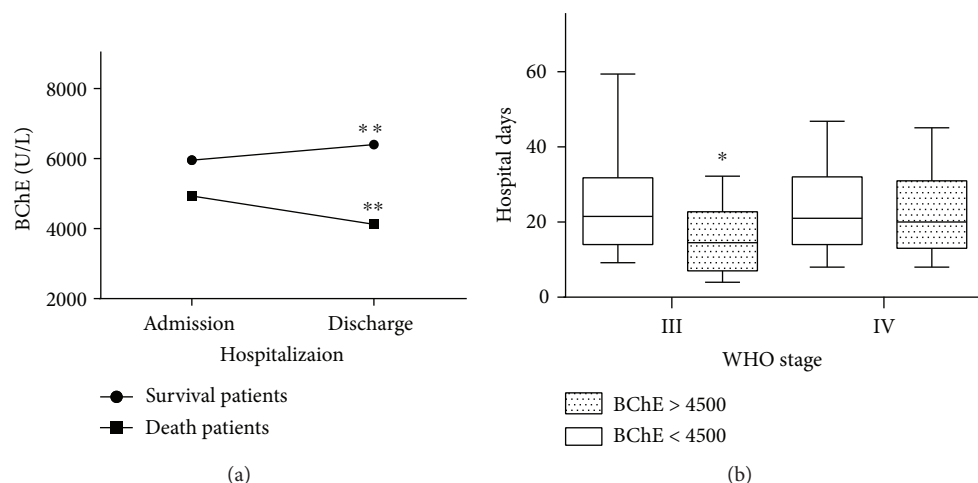 BChE (U/L)
8000
6000
4000
2000
**
**
Admission
Discharge
Hospitalizaion
Survival patients
Death patients
(a)
Hospital days
60
40
20
0
*
III
IV
WHO stage
BChE > 4500
BChE < 4500
(b)